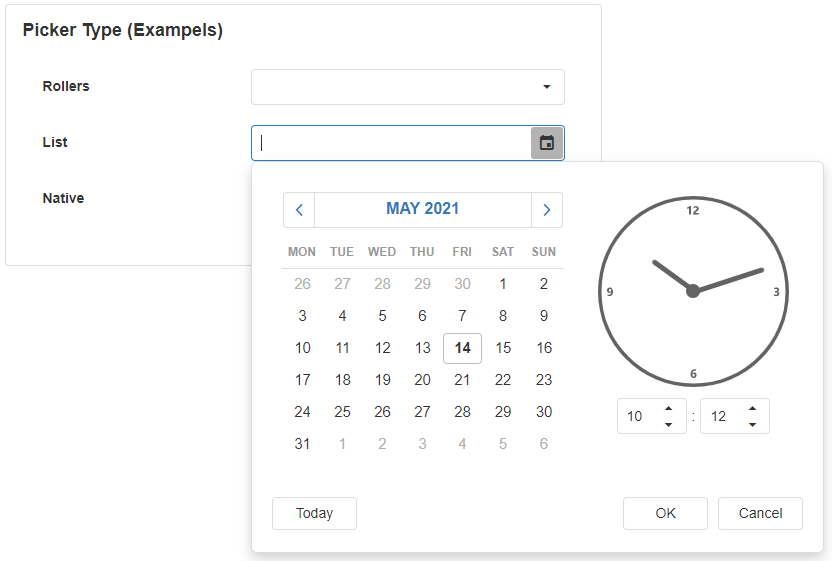 Picker Type (Exampels)
Rollers
List
Native
MAY 2021
MON TUE WED THU FRI SAT SUN
26 27 28 29 30 1 2
3 4 5 6 7 8 9
10 11 12 13 14 15 16
17 18 19 20 21 22 23
24 25 26 27 28 29 30
31 1 2 3 4 5 6
12
9 3
6
10 : 12
Today OK Cancel